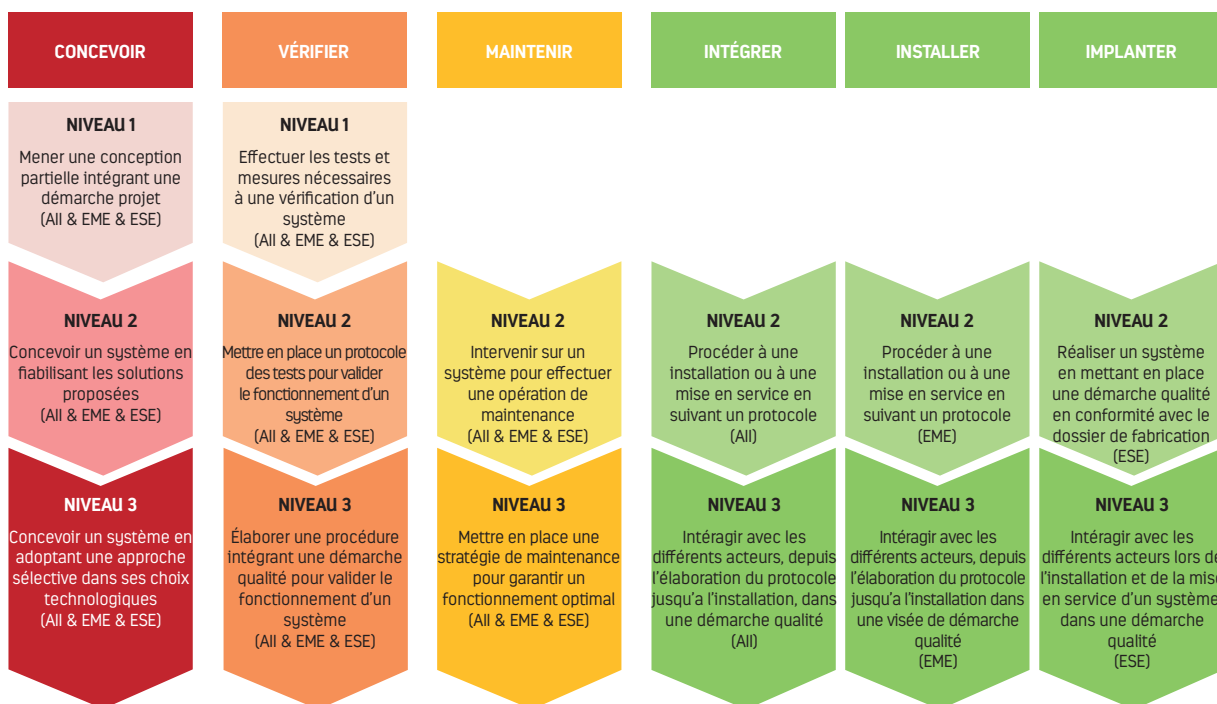 CONCEVOIR
VÉRIFIER
MAINTENIR
INTÉGRER
INSTALLER
IMPLANTER
NIVEAU 1
Mener une conception
partielle intégrant une
démarche projet
(AII & EME & ESE)
NIVEAU 1
Effectuer les tests et
mesures nécessaires
à une vérification d'un
système
(AII & EME & ESE)
NIVEAU 2
Concevoir un système en
fiabilisant les solutions
proposées
(AII & EME & ESE)
NIVEAU 2
Mettre en place un protocole
des tests pour valider
le fonctionnement d'un
système
(AII & EME & ESE)
NIVEAU 2
Intervenir sur un
système pour effectuer
une opération de
maintenance
(AII & EME & ESE)
NIVEAU 2
Procéder à une
installation ou à une
mise en service en
suivant un protocole
(AII)
NIVEAU 2
Procéder à une
installation ou à une
mise en service en
suivant un protocole
(EME)
NIVEAU 2
Réaliser un système
en mettant en place
une démarche qualité
en conformité avec le
dossier de fabrication
(ESE)
NIVEAU 3
Concevoir un système en
adoptant une approche
sélective dans ses choix
technologiques
(AII & EME & ESE)
NIVEAU 3
Élaborer une procédure
intégrant une démarche
qualité pour valider le
fonctionnement d'un
système
(AII & EME & ESE)
NIVEAU 3
Mettre en place une
stratégie de maintenance
pour garantir un
fonctionnement optimal
(AII & EME & ESE)
NIVEAU 3
Intéragir avec les
différents acteurs, depuis
l'élaboration du protocole
jusqu'a l'installation, dans
une démarche qualité
(AII)
NIVEAU 3
Intéragir avec les
différents acteurs, depuis
l'élaboration du protocole
jusqu'a l'installation dans
une visée de démarche
qualité
(EME)
NIVEAU 3
Intéragir avec les
différents acteurs lors de
l'installation et de la mise
en service d'un système
dans une démarche
qualité
(ESE)